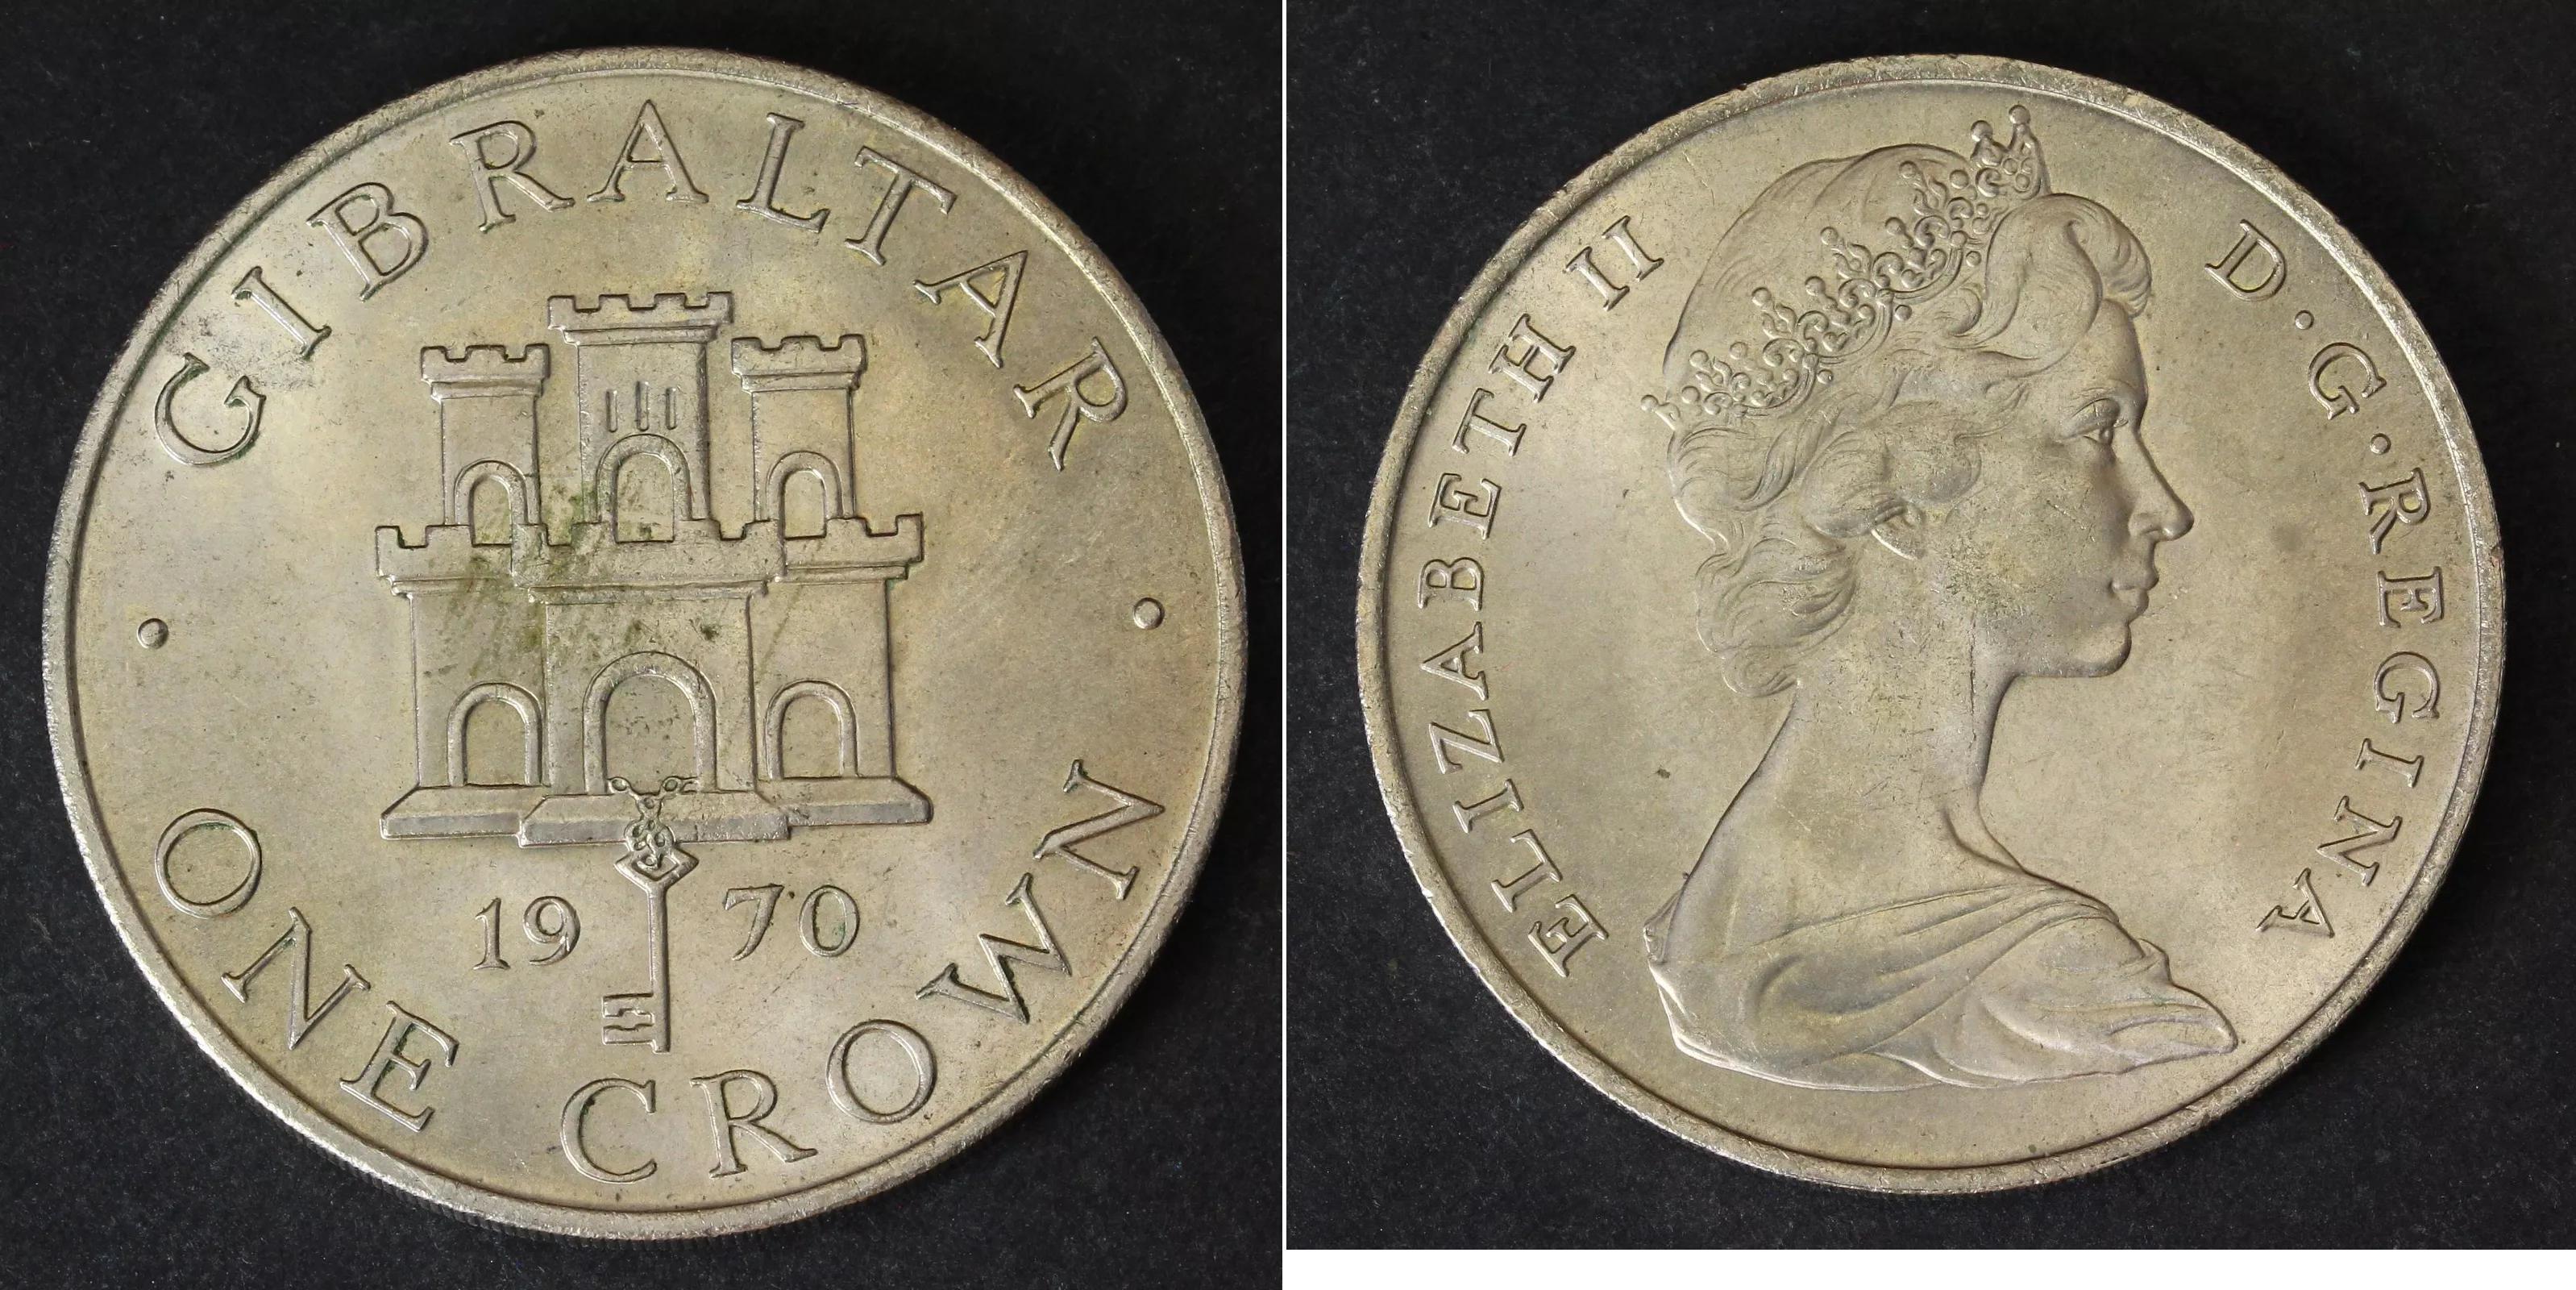 · GIBRALTAR ·
19 70
ONE CROWN
ELIZABETH II D·G·REGINA